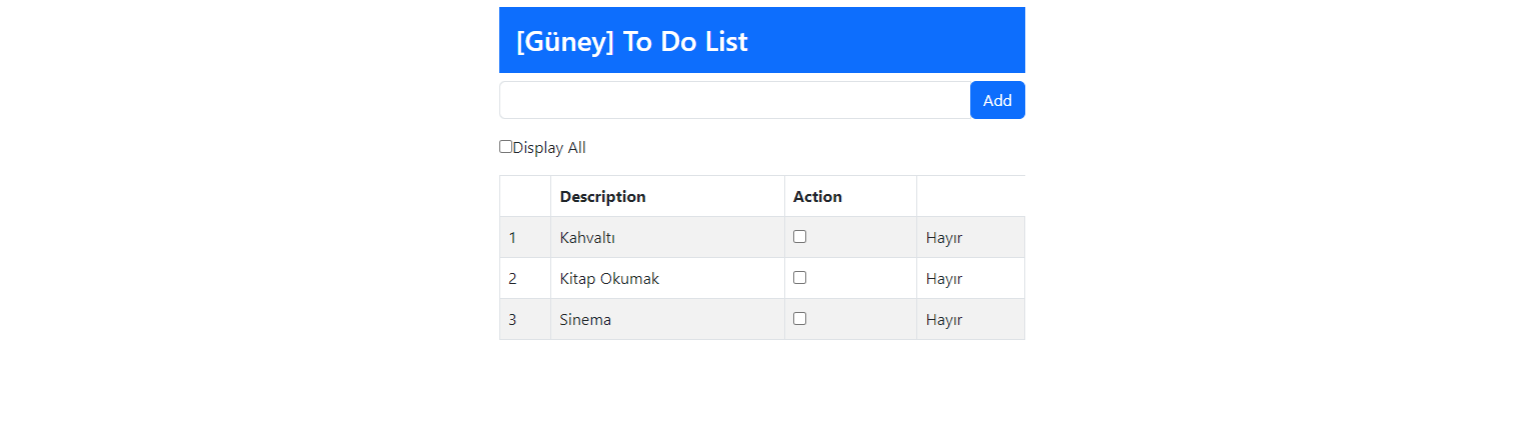 [Güney] To Do List
Add
Display All
Description Action
1 Kahvaltı Hayır
2 Kitap Okumak Hayır
3 Sinema Hayır